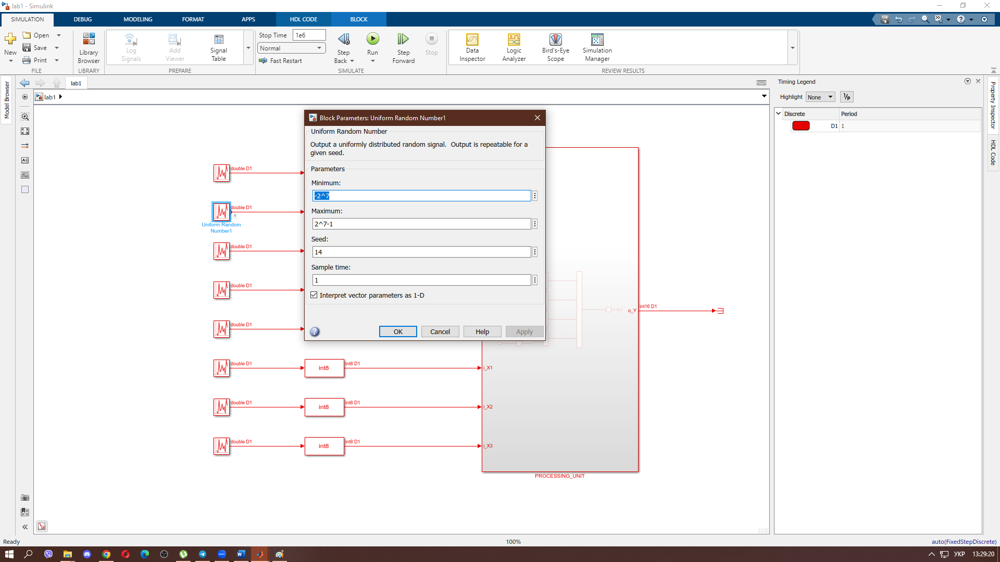 lab1 - Simulink
SIMULATION DEBUG MODELING FORMAT APPS HDL CODE BLOCK
New
Open
Save
Print
FILE
Library Browser
LIBRARY
Log Signals
Add Viewer
Signal Table
PREPARE
Stop Time 1e6
Normal
Fast Restart
Step Back
Run
Step Forward
Stop
SIMULATE
Data Inspector
Logic Analyzer
Bird's-Eye Scope
Simulation Manager
REVIEW RESULTS
Model Browser
lab1
lab1
Timing Legend
Highlight None 1/p
Discrete Period
D1 1
Property Inspector
HDL Code
Block Parameters: Uniform Random Number1
Uniform Random Number
Output a uniformly distributed random signal. Output is repeatable for a
given seed.
Parameters
Minimum:
-2^7
Maximum:
2^7-1
Seed:
14
Sample time:
1
Interpret vector parameters as 1-D
OK Cancel Help Apply
double D1
double D1
1
Uniform Random
Number1
double D1
double D1
double D1
double D1 int8 int8 D1 i_X1
double D1 int8 int8 D1 i_X2
double D1 int8 int8 D1 i_X3
o_Y int16 D1
PROCESSING_UNIT
Ready 100% auto(FixedStepDiscrete)
УКР 13:29:20